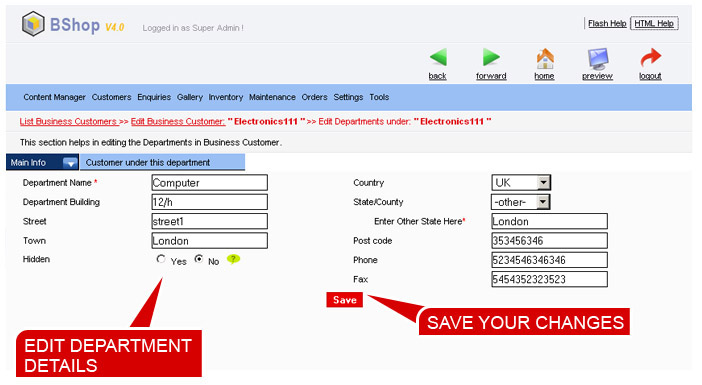 BShop V4.0
Logged in as Super Admin !
Flash Help HTML Help
back forward home preview logout
Content Manager Customers Enquiries Gallery Inventory Maintenance Orders Settings Tools
List Business Customers >> Edit Business Customer: "Electronics111 " >> Edit Departments under: "Electronics111 "
This section helps in editing the Departments in Business Customer.
Main Info Customer under this department
Department Name * Computer
Department Building 12/h
Street street1
Town London
Hidden Yes No ?
Country UK
State/County -other-
Enter Other State Here* London
Post code 353456346
Phone 5234546346346
Fax 5454352323523
Save
EDIT DEPARTMENT
DETAILS
SAVE YOUR CHANGES